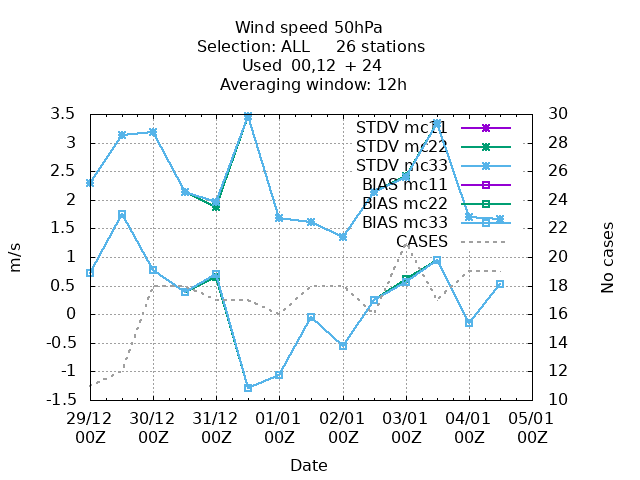 Wind speed 50hPa
Selection: ALL 26 stations
Used 00,12 + 24
Averaging window: 12h
3.5
3
2.5
2
1.5
1
0.5
0
-0.5
-1
-1.5
m/s
STDV mc11
STDV mc22
STDV mc33
BIAS mc11
BIAS mc22
BIAS mc33
CASES
30
28
26
24
22
20
18
16
14
12
10
No cases
29/12 30/12 31/12 01/01 02/01 03/01 04/01 05/01
00Z 00Z 00Z 00Z 00Z 00Z 00Z 00Z
Date